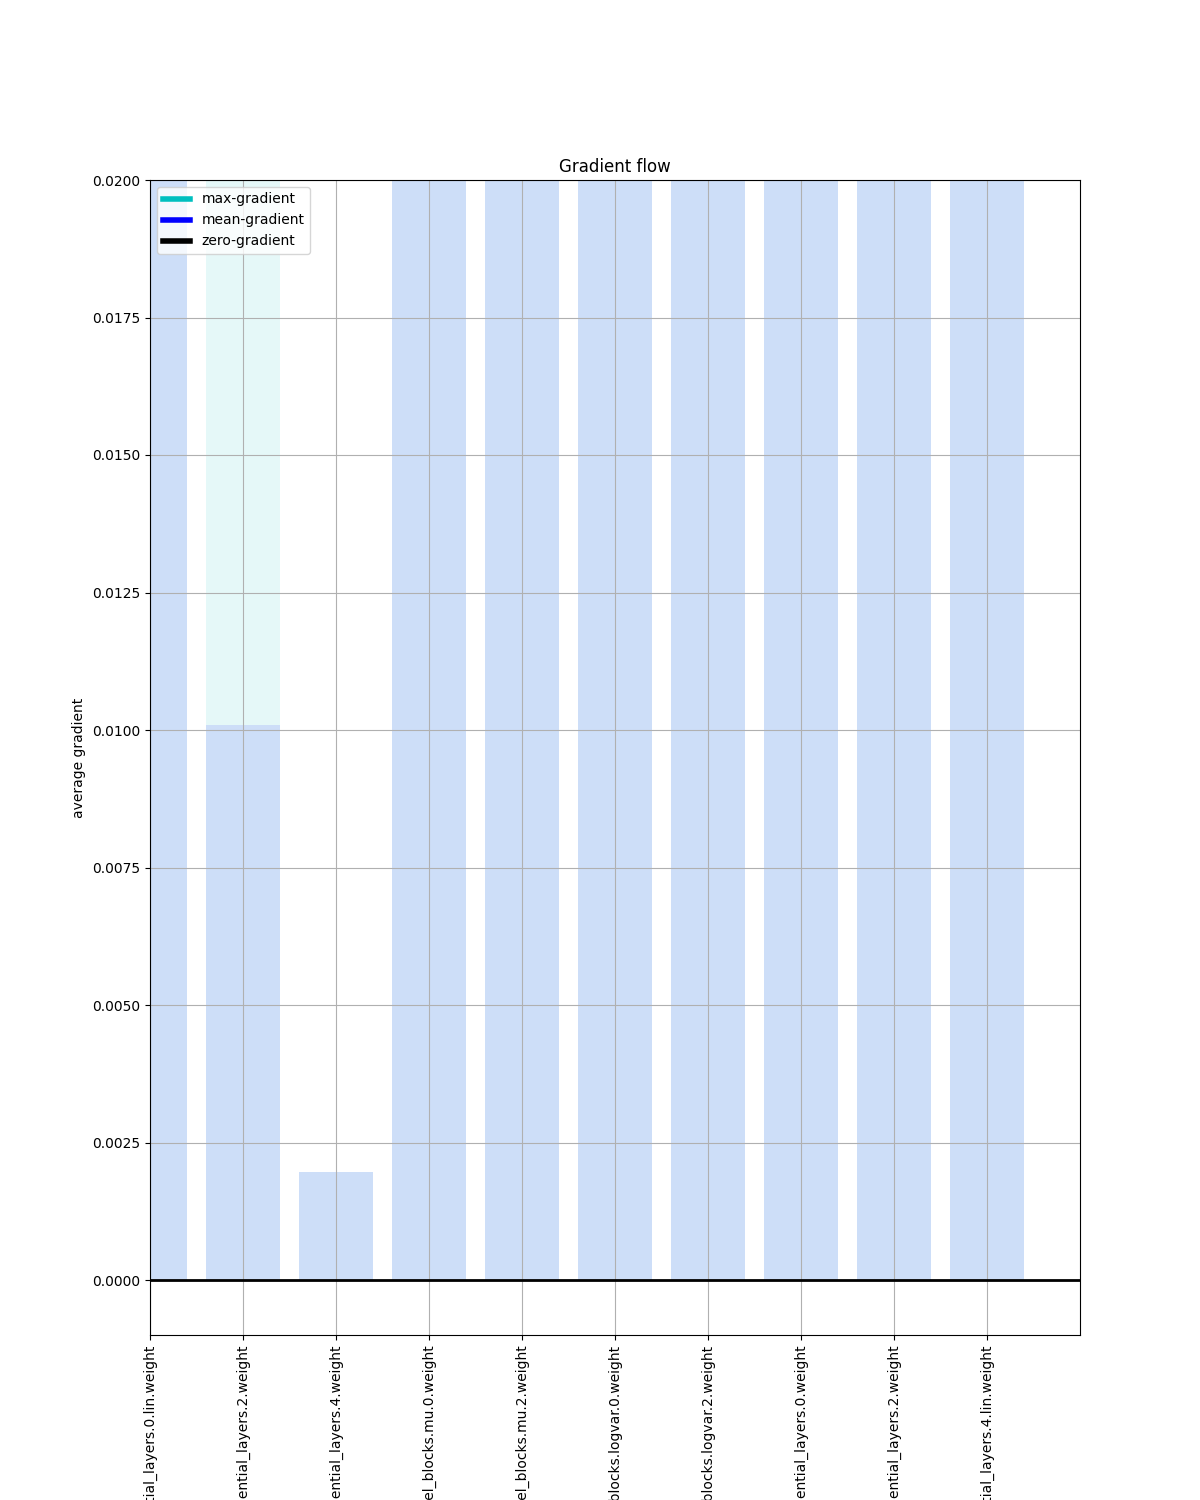 Gradient flow
max-gradient
mean-gradient
zero-gradient
0.0200
0.0175
0.0150
0.0125
0.0100
0.0075
0.0050
0.0025
0.0000
average gradient
tial_layers.0.lin.weight
ential_layers.2.weight
ential_layers.4.weight
el_blocks.mu.0.weight
el_blocks.mu.2.weight
blocks.logvar.0.weight
blocks.logvar.2.weight
ential_layers.0.weight
ential_layers.2.weight
tial_layers.4.lin.weight